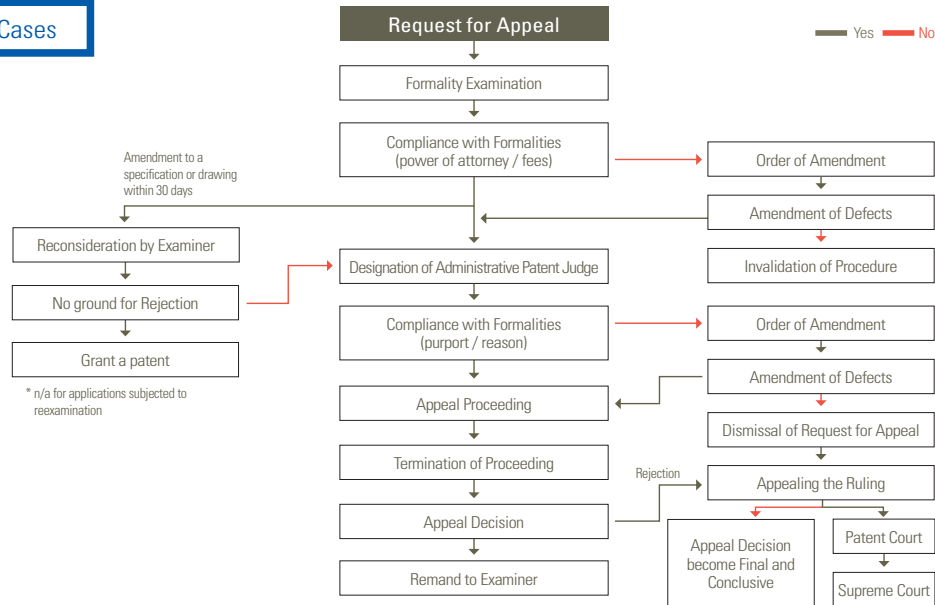 Cases
Request for Appeal
Yes No
Formality Examination
Compliance with Formalities
(power of attorney / fees)
Order of Amendment
Amendment to a
specification or drawing
within 30 days
Amendment of Defects
Reconsideration by Examiner
Designation of Administrative Patent Judge
Invalidation of Procedure
No ground for Rejection
Compliance with Formalities
(purport / reason)
Order of Amendment
Grant a patent
Amendment of Defects
* n/a for applications subjected to
reexamination
Appeal Proceeding
Dismissal of Request for Appeal
Termination of Proceeding
Rejection
Appealing the Ruling
Appeal Decision
Appeal Decision
become Final and
Conclusive
Patent Court
Remand to Examiner
Supreme Court